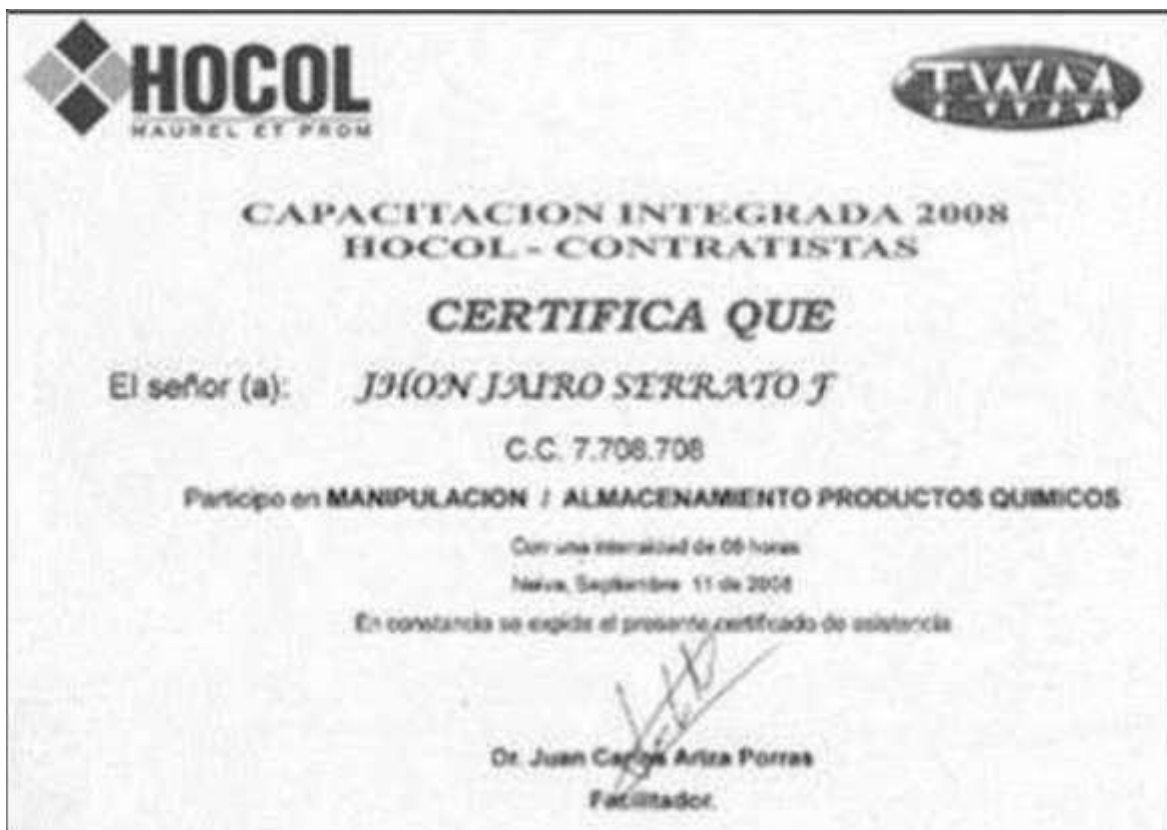 HOCOL
MAUREL ET PROM
TWM
CAPACITACION INTEGRADA 2008
HOCOL - CONTRATISTAS
CERTIFICA QUE
El señor (a): JHON JAIRO SERRATO F
C.C. 7.708.708
Participo en MANIPULACION / ALMACENAMIENTO PRODUCTOS QUIMICOS
Con una intensidad de 08 horas
Neiva, Septiembre 11 de 2008
En constancia se expide el presente certificado de asistencia
Dr. Juan Carlos Ariza Porras
Facilitador.